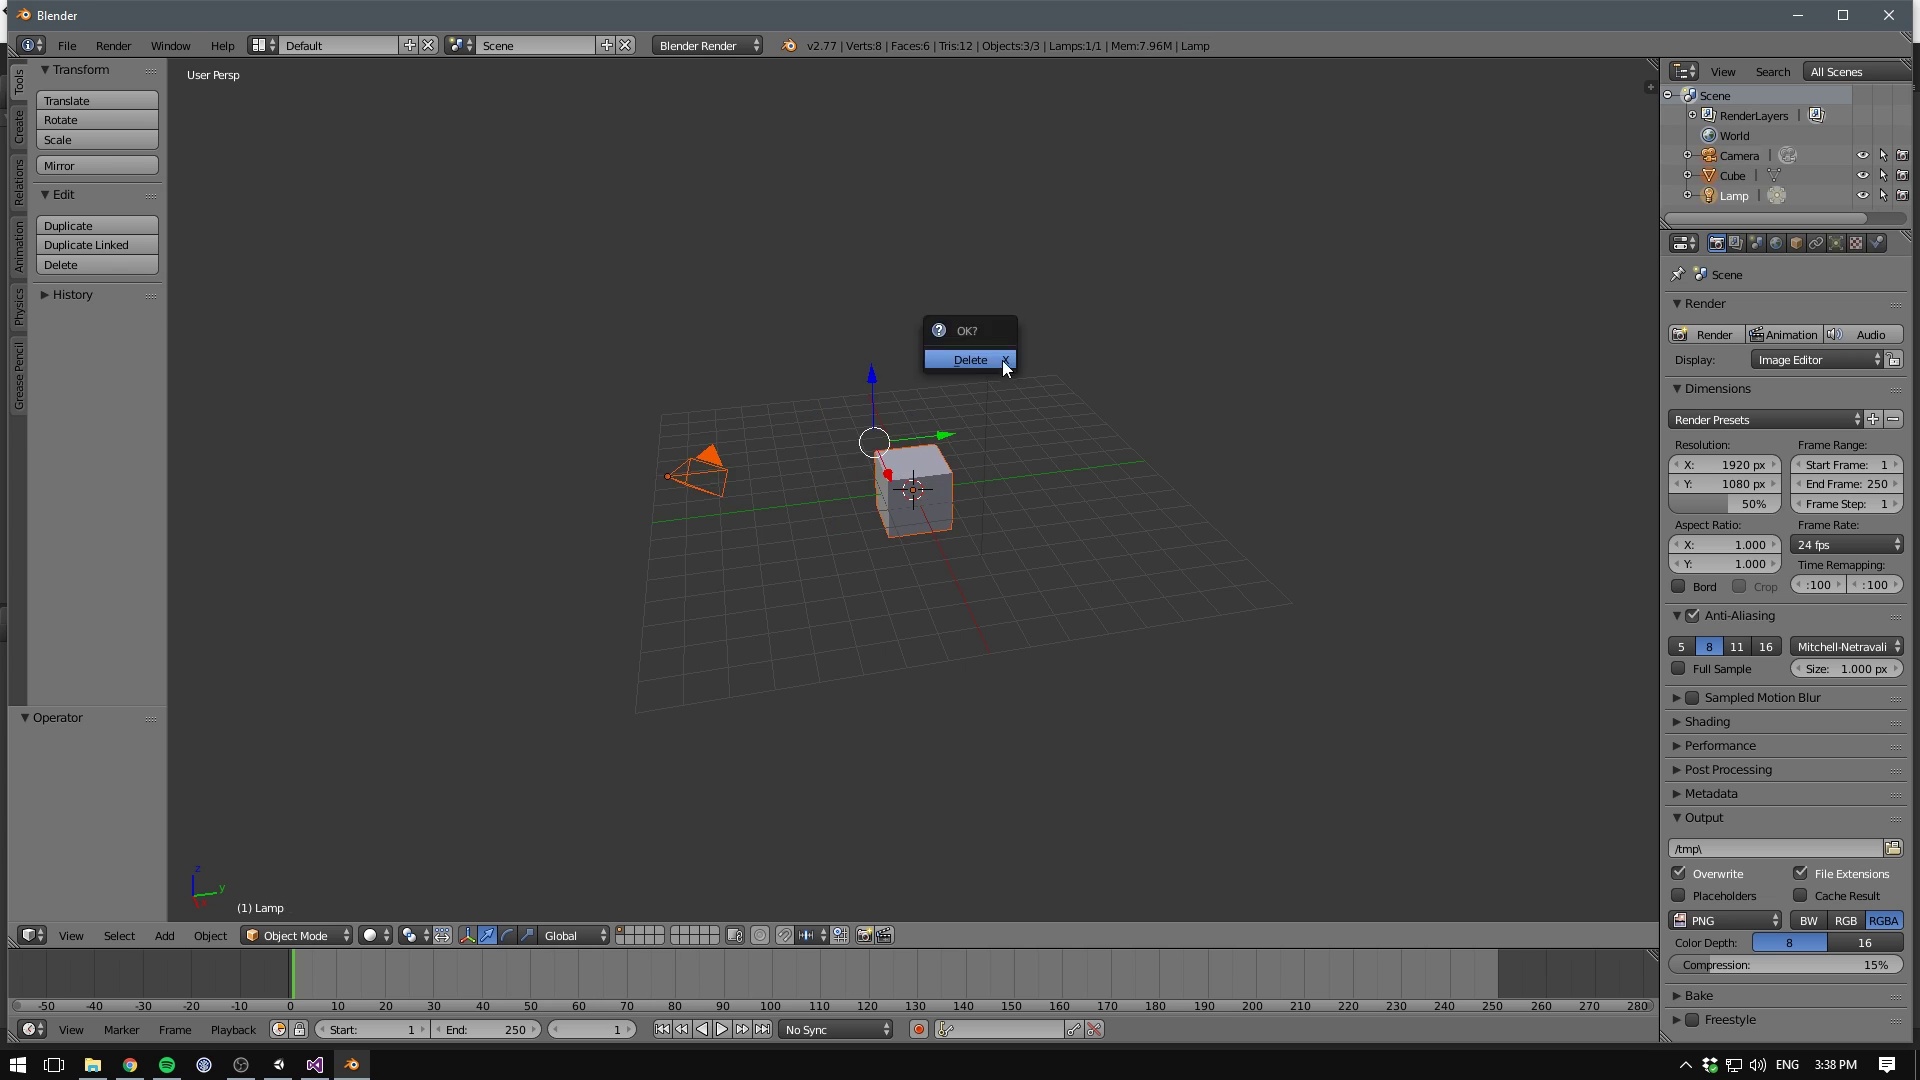 Blender
File Render Window Help Default Scene Blender Render v2.77 | Verts:8 | Faces:6 | Tris:12 | Objects:3/3 | Lamps:1/1 | Mem:7.96M | Lamp
Tools
Create
Relations
Animation
Physics
Grease Pencil
Transform
Translate
Rotate
Scale
Mirror
Edit
Duplicate
Duplicate Linked
Delete
History
Operator
User Persp
OK?
Delete X
z
y
x
(1) Lamp
View Search All Scenes
Scene
RenderLayers |
World
Camera |
Cube |
Lamp |
Scene
Render
Render Animation Audio
Display: Image Editor
Dimensions
Render Presets
Resolution: Frame Range:
X: 1920 px Start Frame: 1
Y: 1080 px End Frame: 250
50% Frame Step: 1
Aspect Ratio: Frame Rate:
X: 1.000 24 fps
Y: 1.000 Time Remapping:
Bord Crop :100 :100
Anti-Aliasing
5 8 11 16 Mitchell-Netravali
Full Sample Size: 1.000 px
Sampled Motion Blur
Shading
Performance
Post Processing
Metadata
Output
/tmp\
Overwrite File Extensions
Placeholders Cache Result
PNG BW RGB RGBA
Color Depth: 8 16
Compression: 15%
Bake
Freestyle
View Select Add Object Object Mode Global
-50 -40 -30 -20 -10 0 10 20 30 40 50 60 70 80 90 100 110 120 130 140 150 160 170 180 190 200 210 220 230 240 250 260 270 280
View Marker Frame Playback Start: 1 End: 250 1 No Sync
ENG 3:38 PM